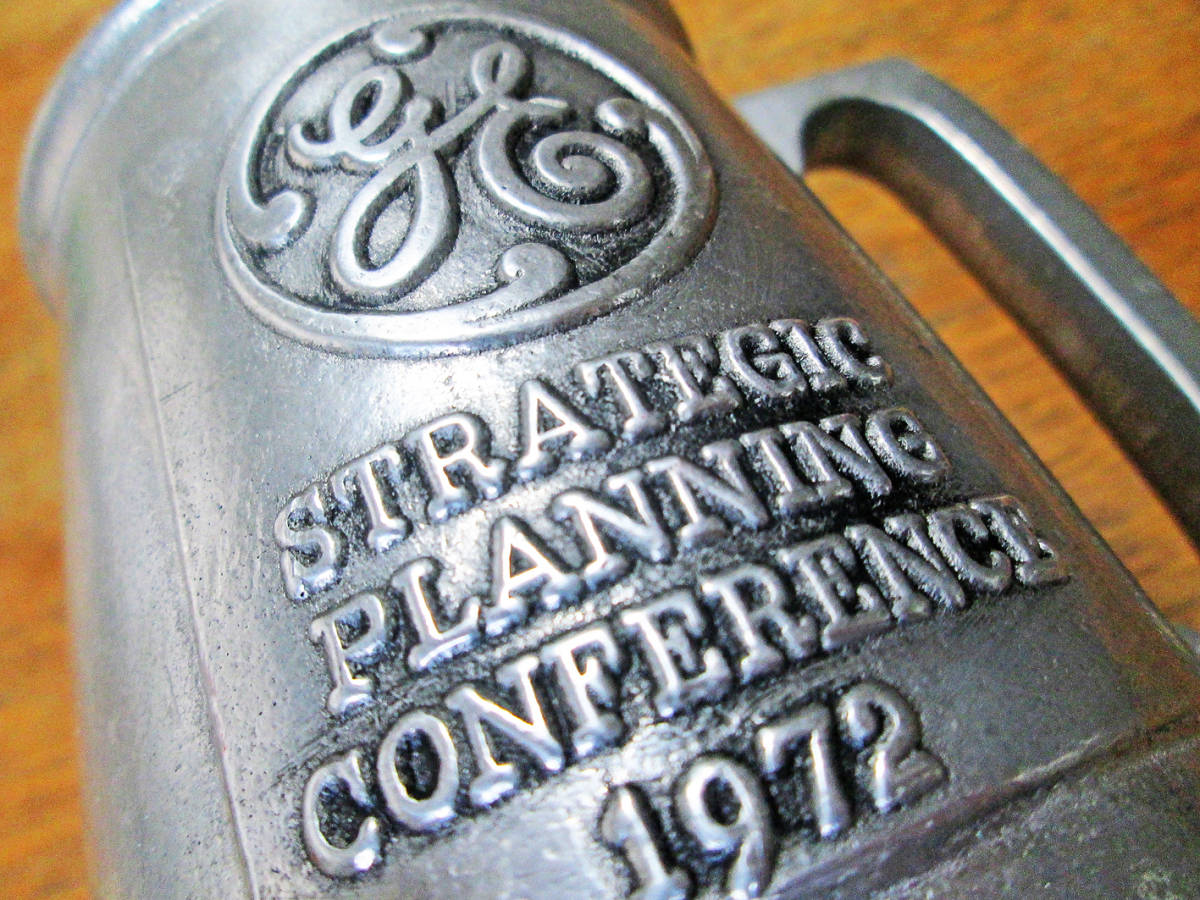 GE
STRATEGIC
PLANNING
CONFERENCE
1972